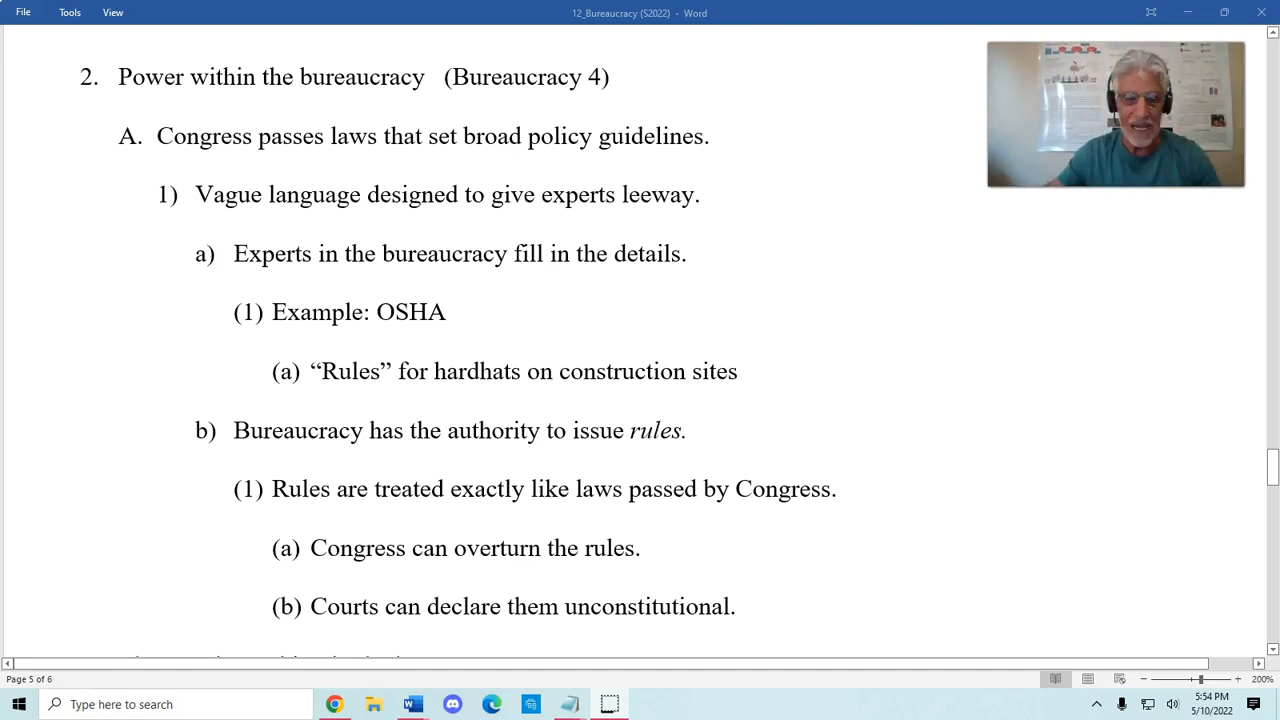 File Tools View 12_Bureaucracy (S2022) - Word
2. Power within the bureaucracy (Bureaucracy 4)
A. Congress passes laws that set broad policy guidelines.
1) Vague language designed to give experts leeway.
a) Experts in the bureaucracy fill in the details.
(1) Example: OSHA
(a) “Rules” for hardhats on construction sites
b) Bureaucracy has the authority to issue rules.
(1) Rules are treated exactly like laws passed by Congress.
(a) Congress can overturn the rules.
(b) Courts can declare them unconstitutional.
Page 5 of 6 200%
Type here to search 5:54 PM
5/10/2022